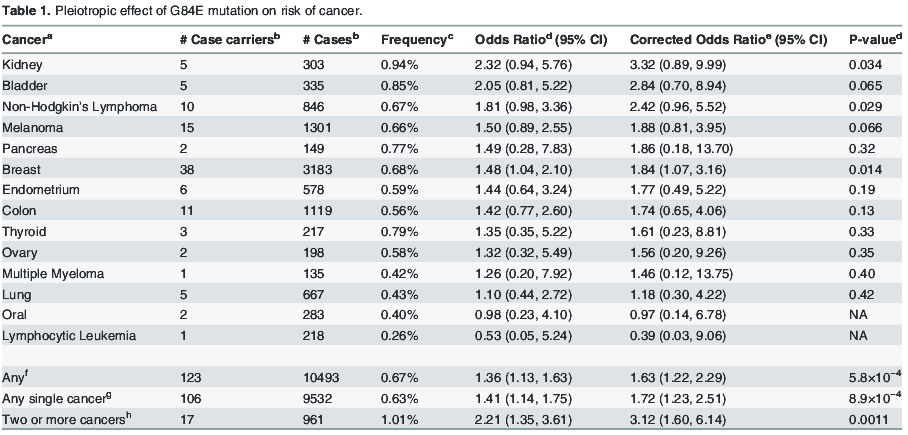 Table 1. Pleiotropic effect of G84E mutation on risk of cancer.
Cancerᵃ # Case carriersᵇ # Casesᵇ Frequencyᶜ Odds Ratioᵈ (95% CI) Corrected Odds Ratioᵉ (95% CI) P-valueᵈ
Kidney 5 303 0.94% 2.32 (0.94, 5.76) 3.32 (0.89, 9.99) 0.034
Bladder 5 335 0.85% 2.05 (0.81, 5.22) 2.84 (0.70, 8.94) 0.065
Non-Hodgkin's Lymphoma 10 846 0.67% 1.81 (0.98, 3.36) 2.42 (0.96, 5.52) 0.029
Melanoma 15 1301 0.66% 1.50 (0.89, 2.55) 1.88 (0.81, 3.95) 0.066
Pancreas 2 149 0.77% 1.49 (0.28, 7.83) 1.86 (0.18, 13.70) 0.32
Breast 38 3183 0.68% 1.48 (1.04, 2.10) 1.84 (1.07, 3.16) 0.014
Endometrium 6 578 0.59% 1.44 (0.64, 3.24) 1.77 (0.49, 5.22) 0.19
Colon 11 1119 0.56% 1.42 (0.77, 2.60) 1.74 (0.65, 4.06) 0.13
Thyroid 3 217 0.79% 1.35 (0.35, 5.22) 1.61 (0.23, 8.81) 0.33
Ovary 2 198 0.58% 1.32 (0.32, 5.49) 1.56 (0.20, 9.26) 0.35
Multiple Myeloma 1 135 0.42% 1.26 (0.20, 7.92) 1.46 (0.12, 13.75) 0.40
Lung 5 667 0.43% 1.10 (0.44, 2.72) 1.18 (0.30, 4.22) 0.42
Oral 2 283 0.40% 0.98 (0.23, 4.10) 0.97 (0.14, 6.78) NA
Lymphocytic Leukemia 1 218 0.26% 0.53 (0.05, 5.24) 0.39 (0.03, 9.06) NA
Anyᶠ 123 10493 0.67% 1.36 (1.13, 1.63) 1.63 (1.22, 2.29) 5.8×10⁻⁴
Any single cancerᵍ 106 9532 0.63% 1.41 (1.14, 1.75) 1.72 (1.23, 2.51) 8.9×10⁻⁴
Two or more cancersʰ 17 961 1.01% 2.21 (1.35, 3.61) 3.12 (1.60, 6.14) 0.0011